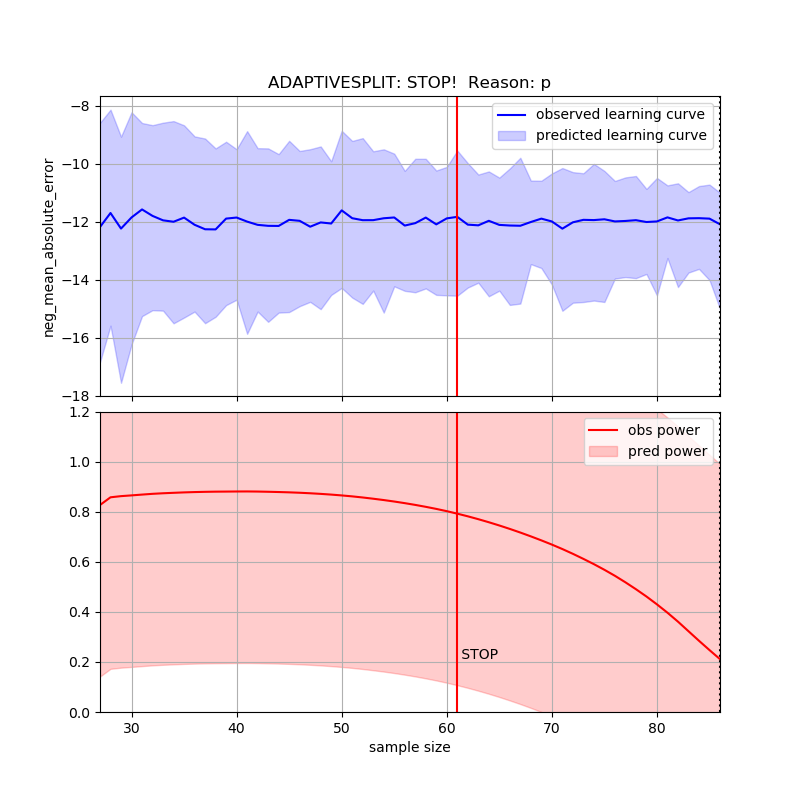 ADAPTIVESPLIT: STOP!  Reason: p
neg_mean_absolute_error
−8
−10
−12
−14
−16
−18
observed learning curve
predicted learning curve
1.2
1.0
0.8
0.6
0.4
0.2
0.0
obs power
pred power
STOP
30 40 50 60 70 80
sample size